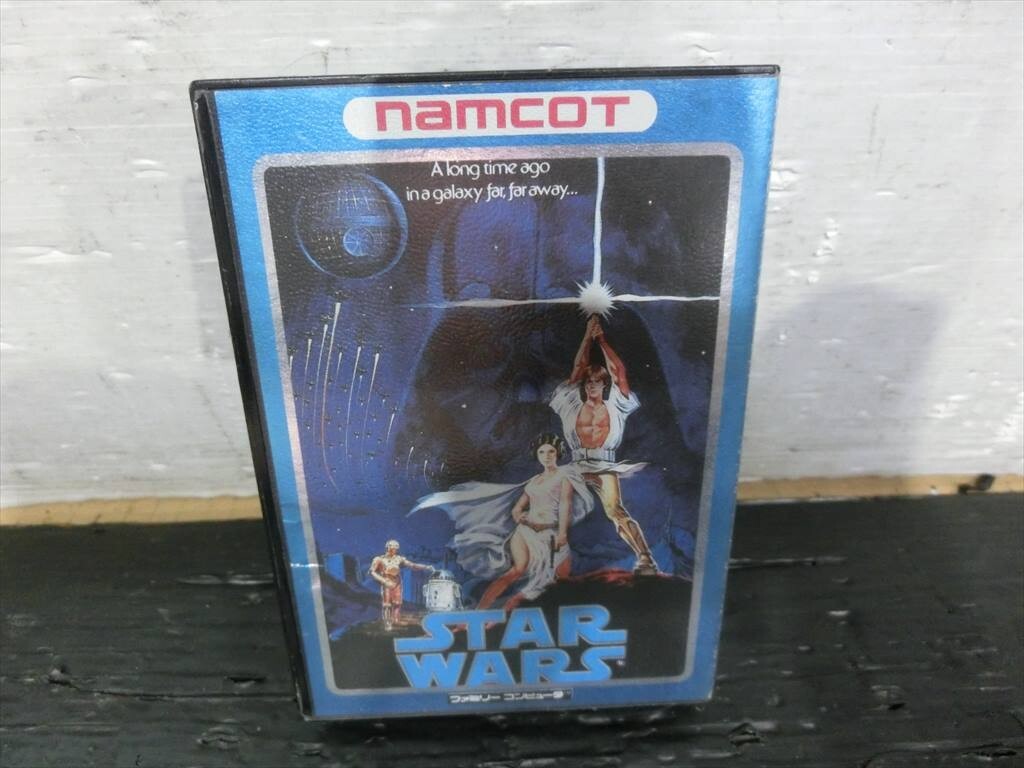 namcot
A long time ago
in a galaxy far, far away...
STAR
WARS
ファミリー コンピュータ